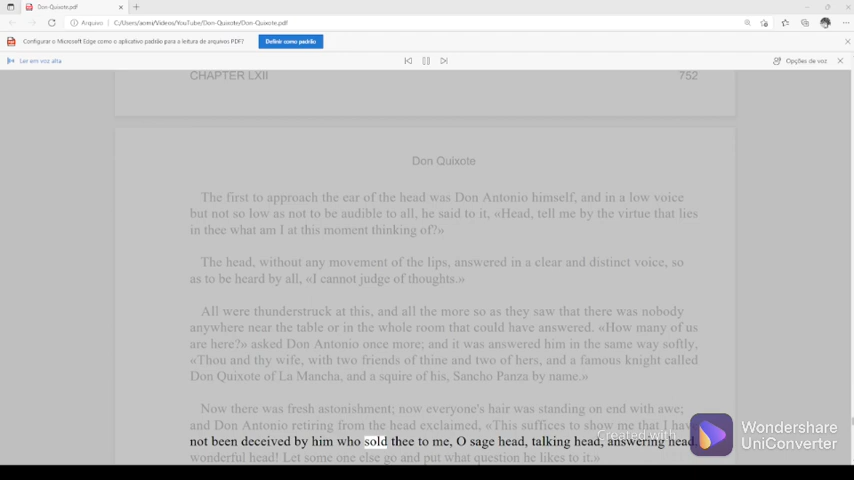 Don-Quixote.pdf
Arquivo C:/Users/acres/Videos/YouTube/Don-Quixote/Don-Quixote.pdf
Configurar o Microsoft Edge como o aplicativo padrão para a leitura de arquivos PDF? Definir como padrão
Ler em voz alta Opções de voz
CHAPTER LXII 752
Don Quixote
The first to approach the ear of the head was Don Antonio himself, and in a low voice
but not so low as not to be audible to all, he said to it, «Head, tell me by the virtue that lies
in thee what am I at this moment thinking of?»
The head, without any movement of the lips, answered in a clear and distinct voice, so
as to be heard by all, «I cannot judge of thoughts.»
All were thunderstruck at this, and all the more so as they saw that there was nobody
anywhere near the table or in the whole room that could have answered. «How many of us
are here?» asked Don Antonio once more; and it was answered him in the same way softly,
«Thou and thy wife, with two friends of thine and two of hers, and a famous knight called
Don Quixote of La Mancha, and a squire of his, Sancho Panza by name.»
Now there was fresh astonishment; now everyone's hair was standing on end with awe;
and Don Antonio retiring from the head exclaimed, «This suffices to show me that I have
not been deceived by him who sold thee to me, O sage head, talking head, answering head,
wonderful head! Let some one else go and put what question he likes to it.»
Created with
Wondershare
UniConverter